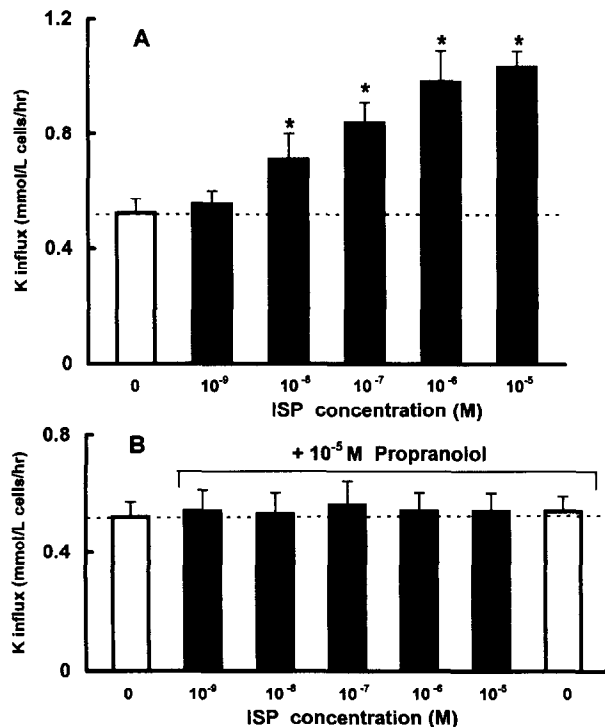 1.2
A
*
*
*
*
0.8
0.4
0
K influx (mmol/L cells/hr)
0 10⁻⁹ 10⁻⁸ 10⁻⁷ 10⁻⁶ 10⁻⁵
ISP concentration (M)
0.8
B
+ 10⁻⁵ M Propranolol
0.4
0
K influx (mmol/L cells/hr)
0 10⁻⁹ 10⁻⁸ 10⁻⁷ 10⁻⁶ 10⁻⁵ 0
ISP concentration (M)